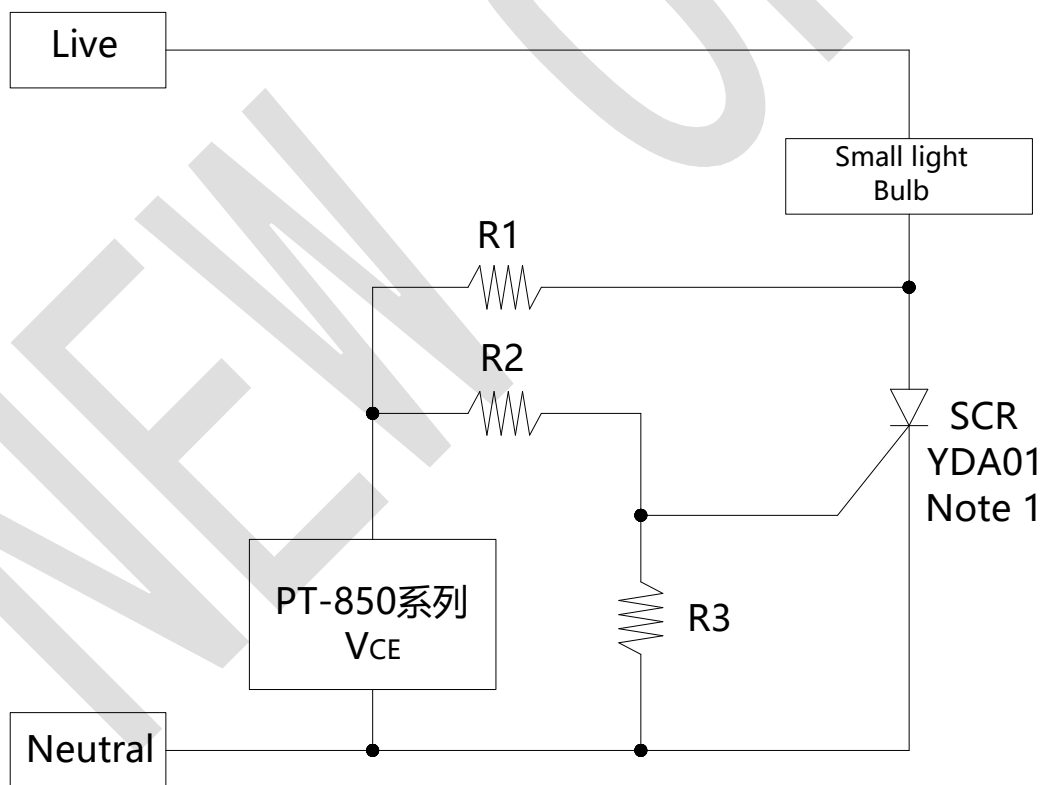 Live
Small light
Bulb
R1
R2
SCR
YDA01
Note 1
PT-850系列
VCE
R3
Neutral
NEW